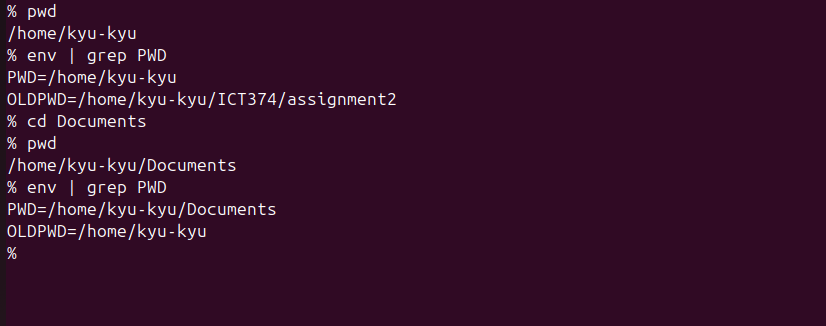 % pwd
/home/kyu-kyu
% env | grep PWD
PWD=/home/kyu-kyu
OLDPWD=/home/kyu-kyu/ICT374/assignment2
% cd Documents
% pwd
/home/kyu-kyu/Documents
% env | grep PWD
PWD=/home/kyu-kyu/Documents
OLDPWD=/home/kyu-kyu
%